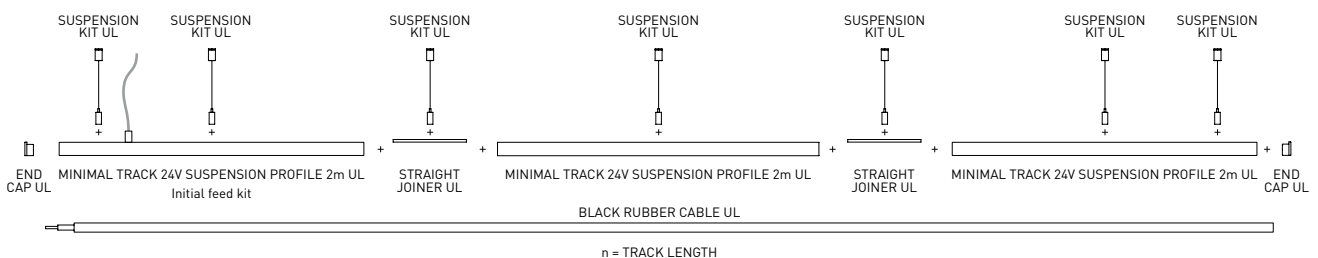 SUSPENSION
KIT UL
SUSPENSION
KIT UL
SUSPENSION
KIT UL
SUSPENSION
KIT UL
SUSPENSION
KIT UL
SUSPENSION
KIT UL
SUSPENSION
KIT UL
+
+
+
+
+
+
+
+
+
+
+
+
END
CAP UL
MINIMAL TRACK 24V SUSPENSION PROFILE 2m UL
Initial feed kit
STRAIGHT
JOINER UL
MINIMAL TRACK 24V SUSPENSION PROFILE 2m UL
STRAIGHT
JOINER UL
MINIMAL TRACK 24V SUSPENSION PROFILE 2m UL
END
CAP UL
BLACK RUBBER CABLE UL
n = TRACK LENGTH